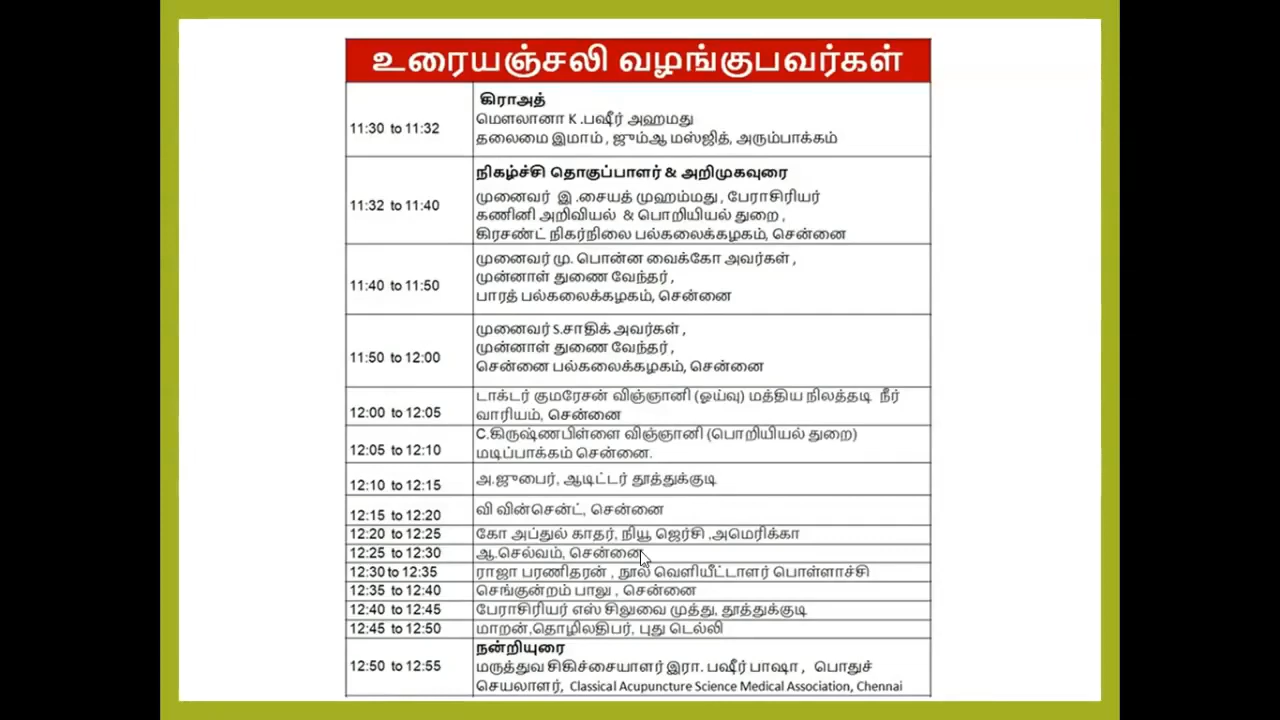 உரையஞ்சலி வழங்குபவர்கள்
கிராஅத்
11:30 to 11:32
மௌலானா K .பஷீர் அஹமது
தலைமை இமாம் , ஜும்ஆ மஸ்ஜித், அரும்பாக்கம்
நிகழ்ச்சி தொகுப்பாளர் & அறிமுகவுரை
11:32 to 11:40
முனைவர் இ .சையத் முஹம்மது , பேராசிரியர்
கணினி அறிவியல் & பொறியியல் துறை ,
கிரசண்ட் நிகர்நிலை பல்கலைக்கழகம், சென்னை
11:40 to 11:50
முனைவர் மு. பொன்ன வைக்கோ அவர்கள் ,
முன்னாள் துணை வேந்தர் ,
பாரத் பல்கலைக்கழகம், சென்னை
11:50 to 12:00
முனைவர் S.சாதிக் அவர்கள் ,
முன்னாள் துணை வேந்தர் ,
சென்னை பல்கலைக்கழகம், சென்னை
12:00 to 12:05
டாக்டர் குமரேசன் விஞ்ஞானி (ஓய்வு) மத்திய நிலத்தடி நீர்
வாரியம், சென்னை
12:05 to 12:10
C.கிருஷ்ணபிள்ளை விஞ்ஞானி (பொறியியல் துறை)
மடிப்பாக்கம் சென்னை.
12:10 to 12:15 அ.ஜுபைர், ஆடிட்டர் தூத்துக்குடி
12:15 to 12:20 வி வின்சென்ட், சென்னை
12:20 to 12:25 கோ அப்துல் காதர், நியூ ஜெர்சி ,அமெரிக்கா
12:25 to 12:30 ஆ.செல்வம், சென்னை
12:30 to 12:35 ராஜா பரணிதரன் , நூல் வெளியீட்டாளர் பொள்ளாச்சி
12:35 to 12:40 செங்குன்றம் பாலு , சென்னை
12:40 to 12:45 பேராசிரியர் எஸ் சிலுவை முத்து, தூத்துக்குடி
12:45 to 12:50 மாறன்,தொழிலதிபர், புது டெல்லி
நன்றியுரை
12:50 to 12:55 மருத்துவ சிகிச்சையாளர் இரா. பஷீர் பாஷா , பொதுச்
செயலாளர், Classical Acupuncture Science Medical Association, Chennai